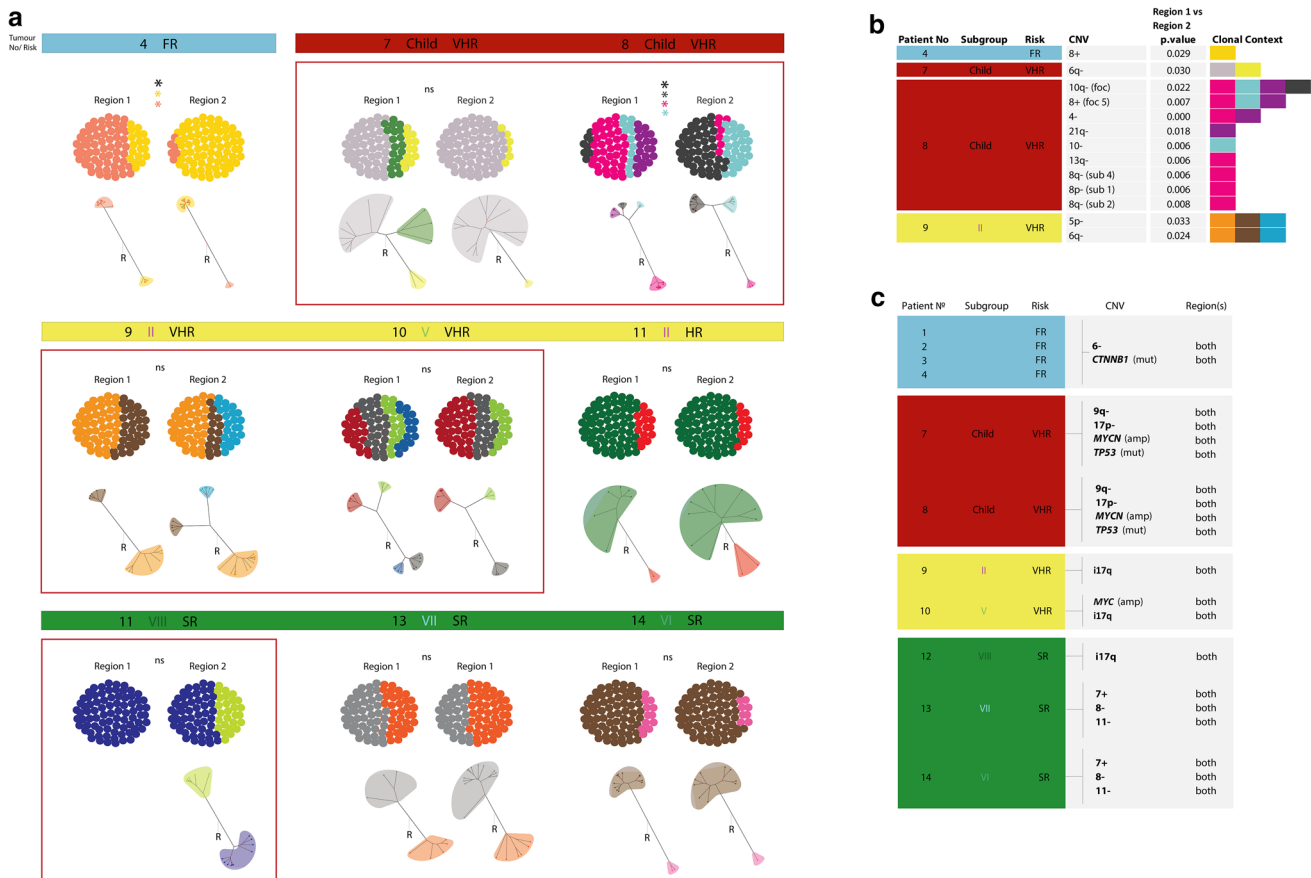 a
Tumour
No/ Risk
4 FR
7 Child VHR
8 Child VHR
***
ns
****
Region 1 Region 2
Region 1 Region 2
Region 1 Region 2
R R
R R
R R
9 II VHR
10 V VHR
11 II HR
ns
ns
ns
Region 1 Region 2
Region 1 Region 2
Region 1 Region 2
R R
R R
R R
11 VIII SR
13 VII SR
14 VI SR
ns
ns
ns
Region 1 Region 2
Region 1 Region 2
Region 1 Region 2
R
R R
R R
b
Region 1 vs
Region 2
Patient No Subgroup Risk CNV p.value Clonal Context
4 FR 8+ 0.029
7 Child VHR 6q- 0.030
10q- (foc) 0.022
8+ (foc 5) 0.007
4- 0.000
21q- 0.018
8 Child VHR 10- 0.006
13q- 0.006
8q- (sub 4) 0.006
8p- (sub 1) 0.006
8q- (sub 2) 0.008
9 II VHR 5p- 0.033
6q- 0.024
c
Patient Nº Subgroup Risk CNV Region(s)
1 FR
2 FR 6- both
3 FR CTNNB1 (mut) both
4 FR
9q- both
7 Child VHR 17p- both
MYCN (amp) both
TP53 (mut) both
9q- both
8 Child VHR 17p- both
MYCN (amp) both
TP53 (mut) both
9 II VHR i17q both
10 V VHR MYC (amp) both
i17q both
12 VIII SR i17q both
7+ both
13 VII SR 8- both
11- both
7+ both
14 VI SR 8- both
11- both